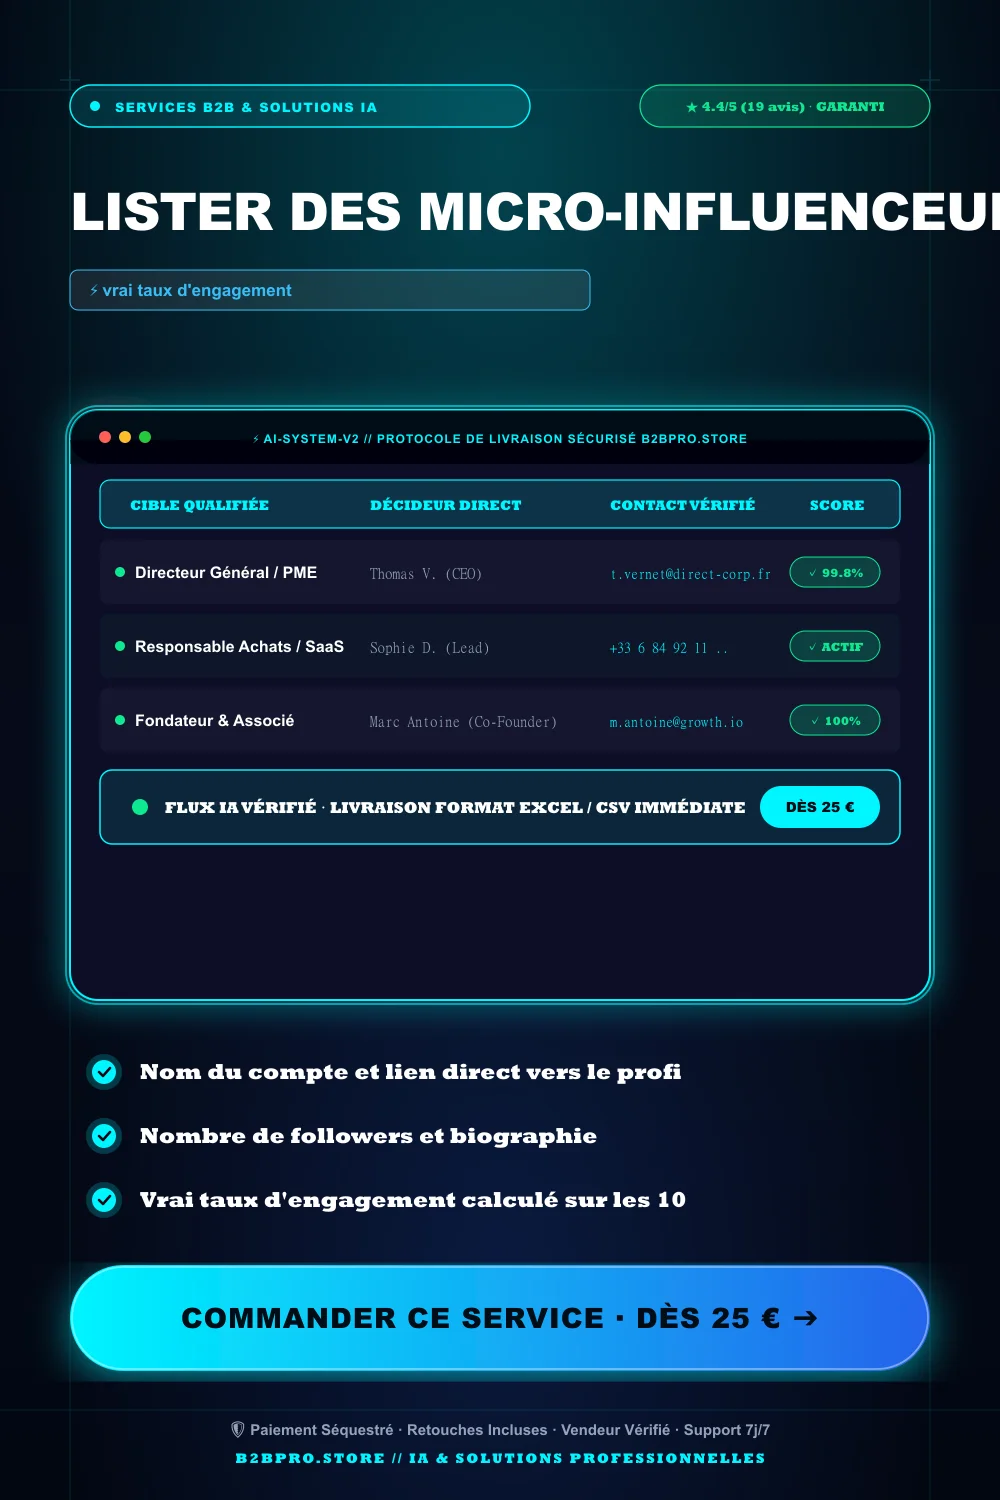 SERVICES B2B & SOLUTIONS IA
★ 4.4/5 (19 avis) · GARANTI
LISTER DES MICRO-INFLUENCEU
⚡ vrai taux d'engagement
⚡ AI-SYSTEM-V2 // PROTOCOLE DE LIVRAISON SÉCURISÉ B2BPRO.STORE
CIBLE QUALIFIÉE DÉCIDEUR DIRECT CONTACT VÉRIFIÉ SCORE
Directeur Général / PME Thomas V. (CEO) t.vernet@direct-corp.fr ✓ 99.8%
Responsable Achats / SaaS Sophie D. (Lead) +33 6 84 92 11 .. ✓ ACTIF
Fondateur & Associé Marc Antoine (Co-Founder) m.antoine@growth.io ✓ 100%
FLUX IA VÉRIFIÉ · LIVRAISON FORMAT EXCEL / CSV IMMÉDIATE DÈS 25 €
Nom du compte et lien direct vers le profi
Nombre de followers et biographie
Vrai taux d'engagement calculé sur les 10
COMMANDER CE SERVICE · DÈS 25 € ➔
🛡 Paiement Séquestré · Retouches Incluses · Vendeur Vérifié · Support 7j/7
B2BPRO.STORE // IA & SOLUTIONS PROFESSIONNELLES